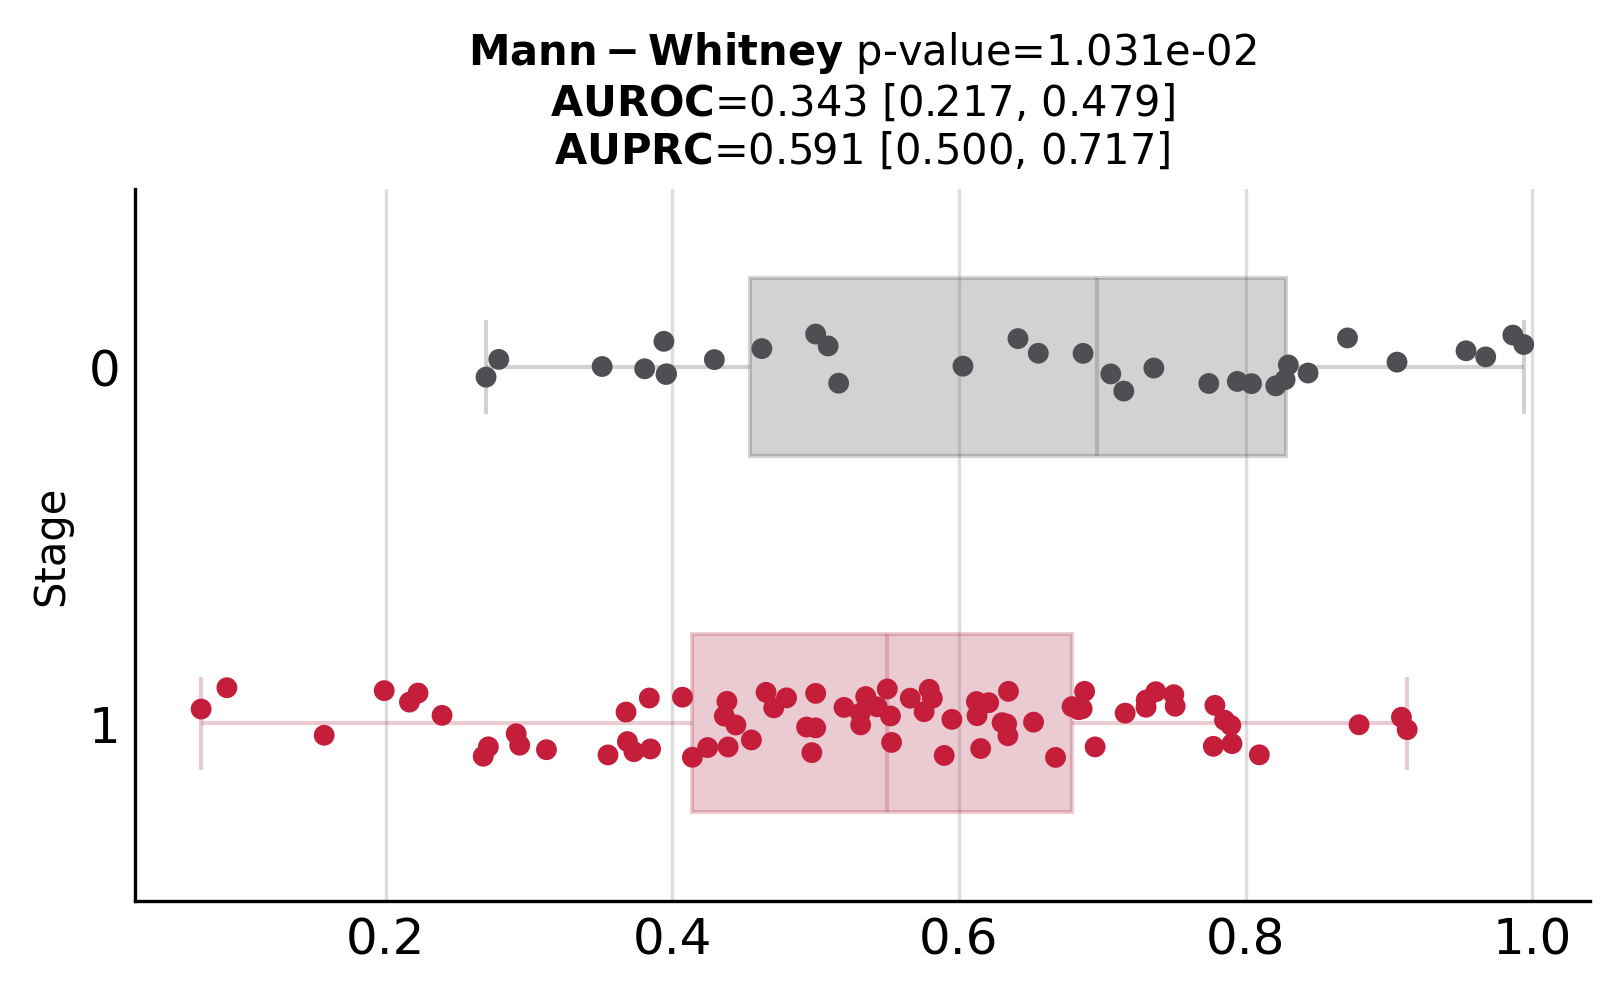 Mann−Whitney p-value=1.031e-02
AUROC=0.343 [0.217, 0.479]
AUPRC=0.591 [0.500, 0.717]
0
Stage
1
0.2 0.4 0.6 0.8 1.0